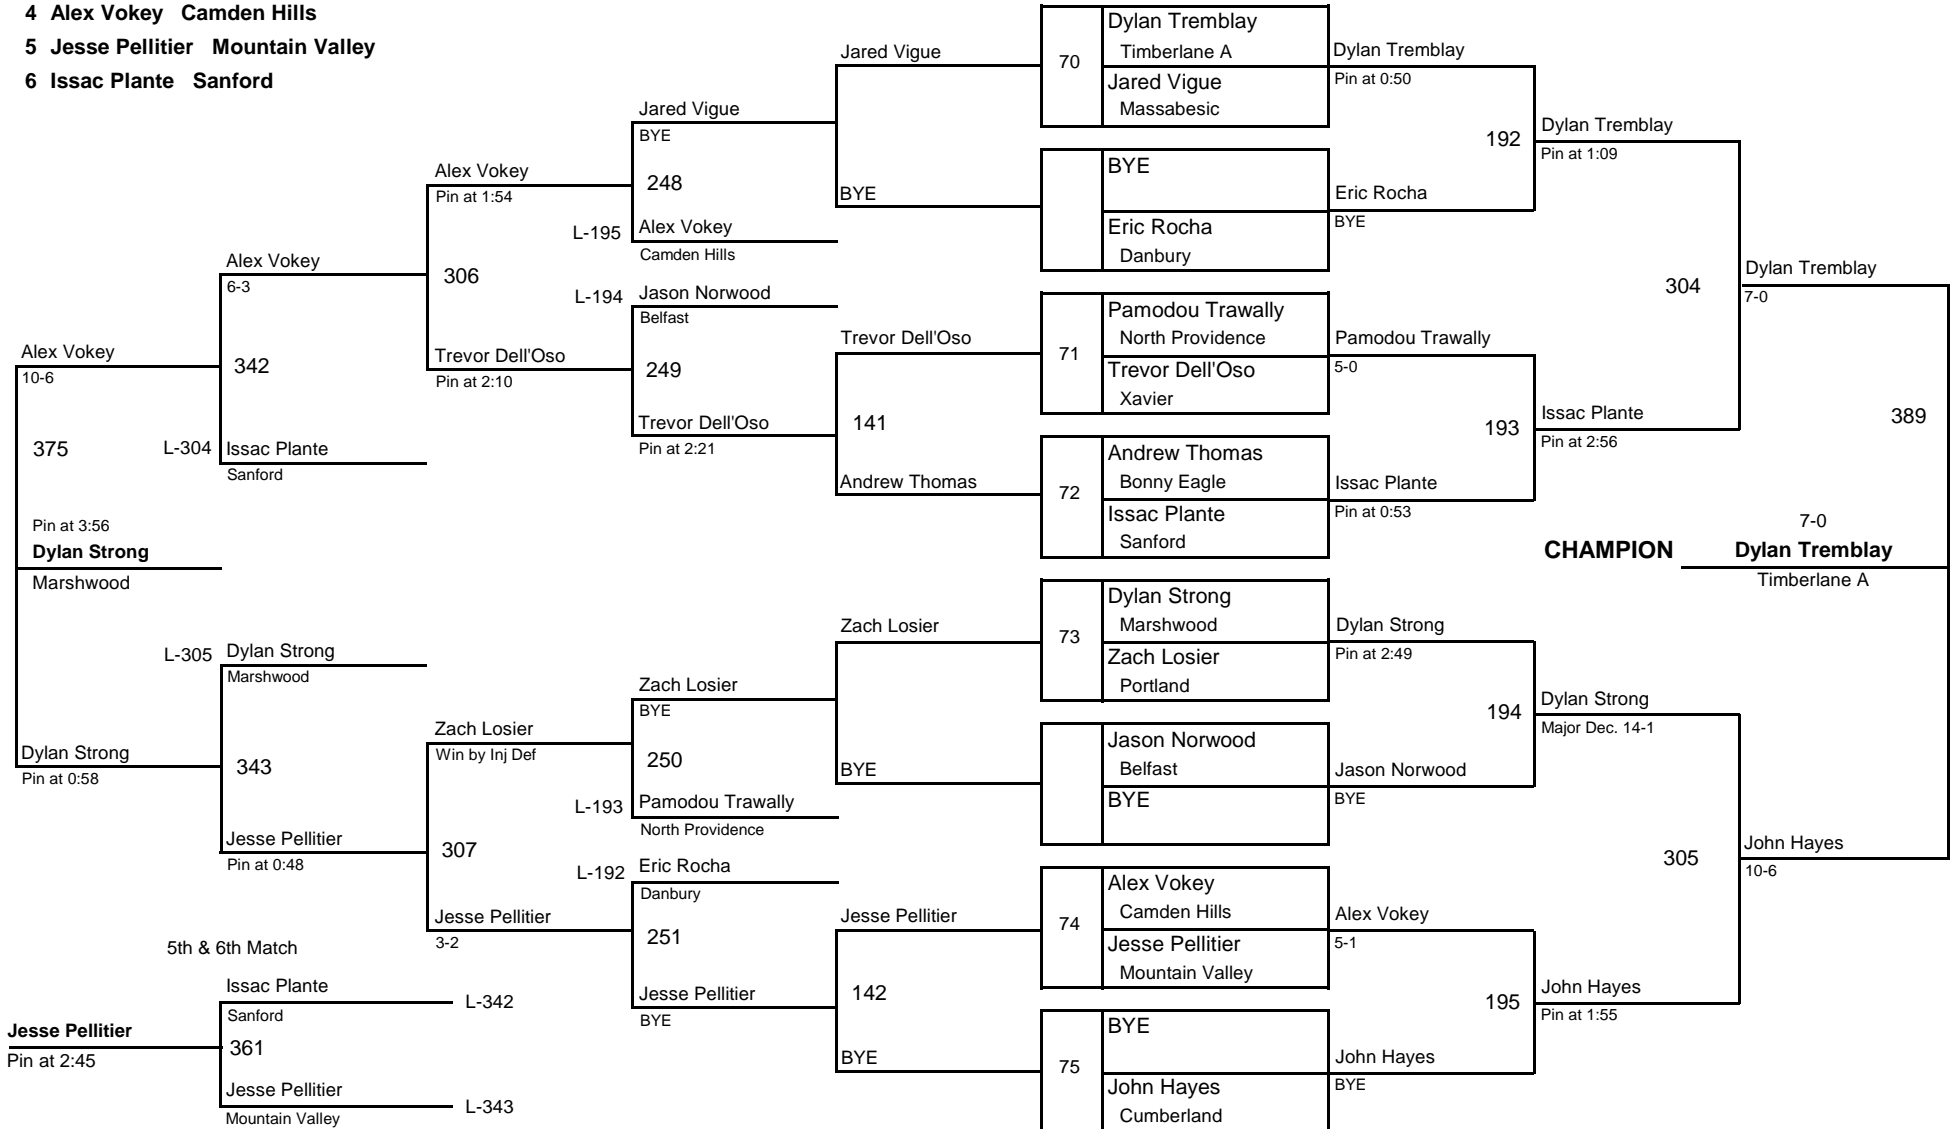 4 Alex Vokey Camden Hills
5 Jesse Pellitier Mountain Valley
6 Issac Plante Sanford
Alex Vokey
10-6
375
Pin at 3:56
Dylan Strong
Marshwood
Dylan Strong
Pin at 0:58
5th & 6th Match
Jesse Pellitier
Pin at 2:45
Alex Vokey
6-3
342
L-304
Issac Plante
Sanford
L-305
Dylan Strong
Marshwood
343
Jesse Pellitier
Pin at 0:48
Issac Plante
L-342
Sanford
361
Jesse Pellitier
L-343
Mountain Valley
Alex Vokey
Pin at 1:54
306
Trevor Dell'Oso
Pin at 2:10
Zach Losier
Win by Inj Def
307
Jesse Pellitier
3-2
Jared Vigue
BYE
248
L-195
Alex Vokey
Camden Hills
L-194
Jason Norwood
Belfast
249
Trevor Dell'Oso
Pin at 2:21
Zach Losier
BYE
250
L-193
Pamodou Trawally
North Providence
L-192
Eric Rocha
Danbury
251
Jesse Pellitier
BYE
Jared Vigue
BYE
Trevor Dell'Oso
141
Andrew Thomas
Zach Losier
BYE
Jesse Pellitier
142
BYE
70
Dylan Tremblay
Timberlane A
Jared Vigue
Massabesic
BYE
Eric Rocha
Danbury
71
Pamodou Trawally
North Providence
Trevor Dell'Oso
Xavier
72
Andrew Thomas
Bonny Eagle
Issac Plante
Sanford
73
Dylan Strong
Marshwood
Zach Losier
Portland
Jason Norwood
Belfast
BYE
74
Alex Vokey
Camden Hills
Jesse Pellitier
Mountain Valley
75
BYE
John Hayes
Cumberland
Dylan Tremblay
Pin at 0:50
192
Eric Rocha
BYE
Pamodou Trawally
5-0
193
Issac Plante
Pin at 0:53
Dylan Strong
Pin at 2:49
194
Jason Norwood
BYE
Alex Vokey
5-1
195
John Hayes
BYE
Dylan Tremblay
Pin at 1:09
304
Issac Plante
Pin at 2:56
Dylan Strong
Major Dec. 14-1
305
John Hayes
Pin at 1:55
Dylan Tremblay
7-0
389
7-0
CHAMPION Dylan Tremblay
Timberlane A
John Hayes
10-6